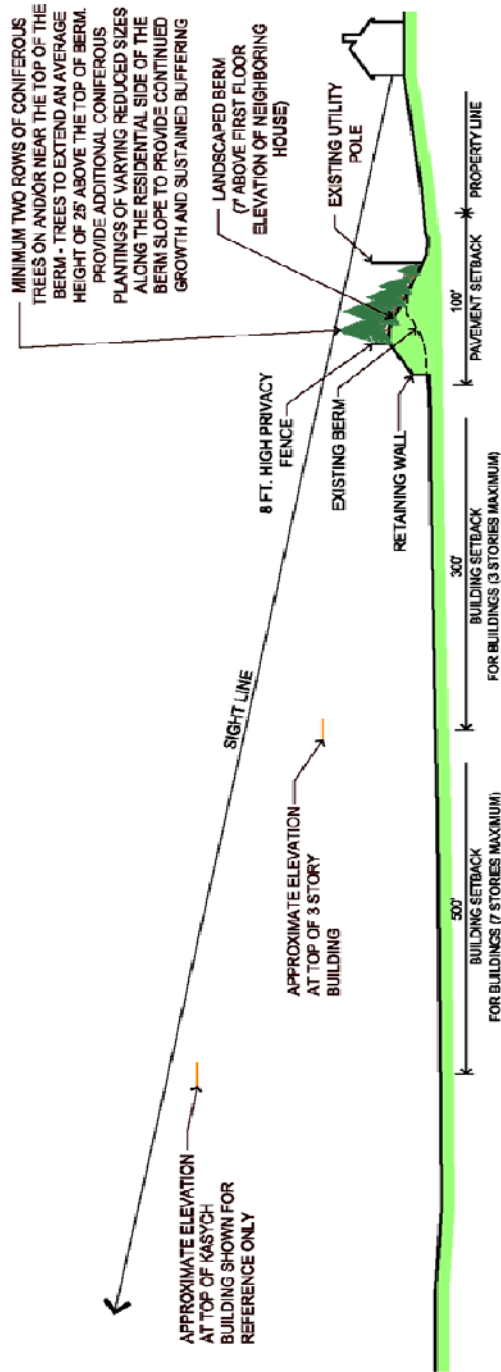 MINIMUM TWO ROWS OF CONIFEROUS
TREES ON AND/OR NEAR THE TOP OF THE
BERM - TREES TO EXTEND AN AVERAGE
HEIGHT OF 25' ABOVE THE TOP OF BERM.
PROVIDE ADDITIONAL CONIFEROUS
PLANTINGS OF VARYING REDUCED SIZES
ALONG THE RESIDENTIAL SIDE OF THE
BERM SLOPE TO PROVIDE CONTINUED
GROWTH AND SUSTAINED BUFFERING
LANDSCAPED BERM
(7' ABOVE FIRST FLOOR
ELEVATION OF NEIGHBORING
HOUSE)
EXISTING UTILITY
POLE
8 FT. HIGH PRIVACY
FENCE
EXISTING BERM
RETAINING WALL
SIGHT LINE
APPROXIMATE ELEVATION
AT TOP OF 3 STORY
BUILDING
APPROXIMATE ELEVATION
AT TOP OF KASYCH
BUILDING SHOWN FOR
REFERENCE ONLY
500'
BUILDING SETBACK
FOR BUILDINGS (7 STORIES MAXIMUM)
300'
BUILDING SETBACK
FOR BUILDINGS (3 STORIES MAXIMUM)
100'
PAVEMENT SETBACK
PROPERTY LINE